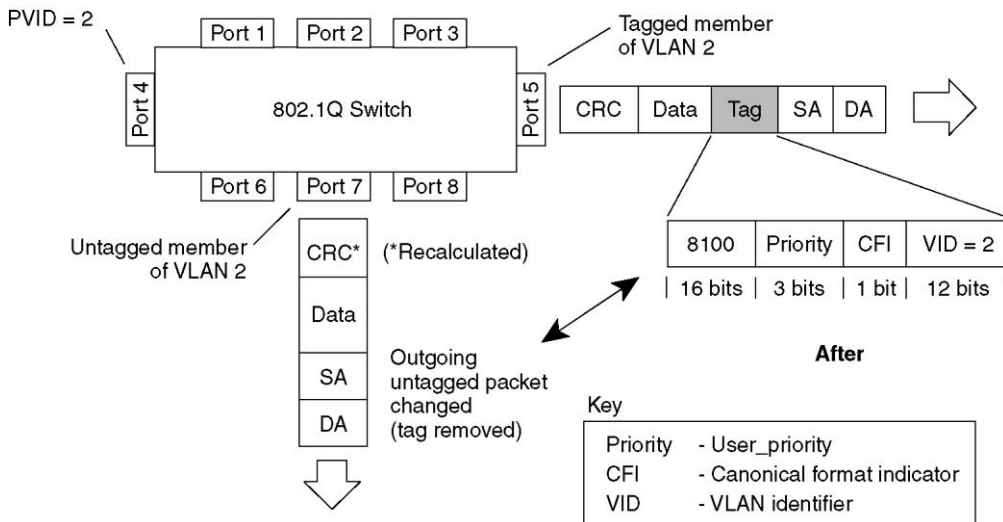 PVID = 2
Port 1
Port 2
Port 3
Tagged member
of VLAN 2
Port 4
802.1Q Switch
Port 5
CRC
Data
Tag
SA
DA
Port 6
Port 7
Port 8
Untagged member
of VLAN 2
CRC*
(*Recalculated)
8100
Priority
CFI
VID = 2
16 bits
3 bits
1 bit
12 bits
Data
After
SA
DA
Outgoing
untagged packet
changed
(tag removed)
Key
Priority - User_priority
CFI - Canonical format indicator
VID - VLAN identifier